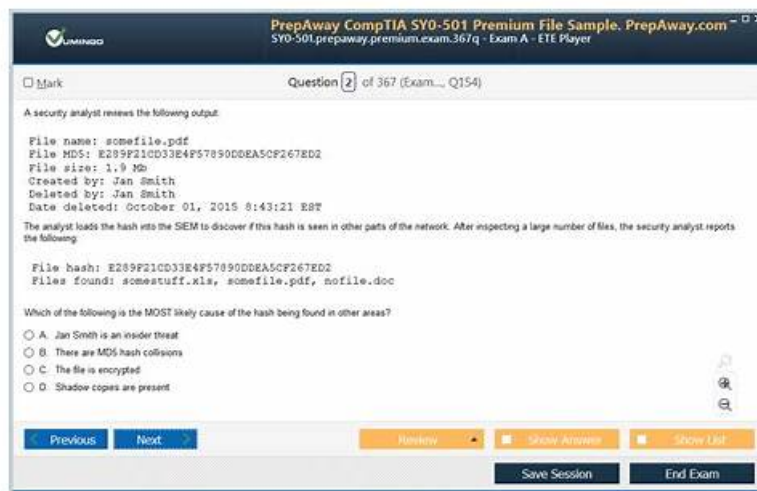 VUMINGO
PrepAway CompTIA SY0-501 Premium File Sample. PrepAway.com
SY0-501.prepaway.premium.exam.367q - Exam A - ETE Player
Mark
Question 2 of 367 (Exam..., Q154)
A security analyst reviews the following output:
File name: somefile.pdf
File MD5: E289F21CD33E4F57890DDEA5CF267ED2
File size: 1.9 Mb
Created by: Jan Smith
Deleted by: Jan Smith
Date deleted: October 01, 2015 8:43:21 EST
The analyst loads the hash into the SIEM to discover if this hash is seen in other parts of the network. After inspecting a large number of files, the security analyst reports
the following:
File hash: E289F21CD33E4F57890DDEA5CF267ED2
Files found: somestuff.xls, somefile.pdf, nofile.doc
Which of the following is the MOST likely cause of the hash being found in other areas?
A. Jan Smith is an insider threat
B. There are MD5 hash collisions
C. The file is encrypted
D. Shadow copies are present
Previous
Next
Review
Show Answer
Show List
Save Session
End Exam